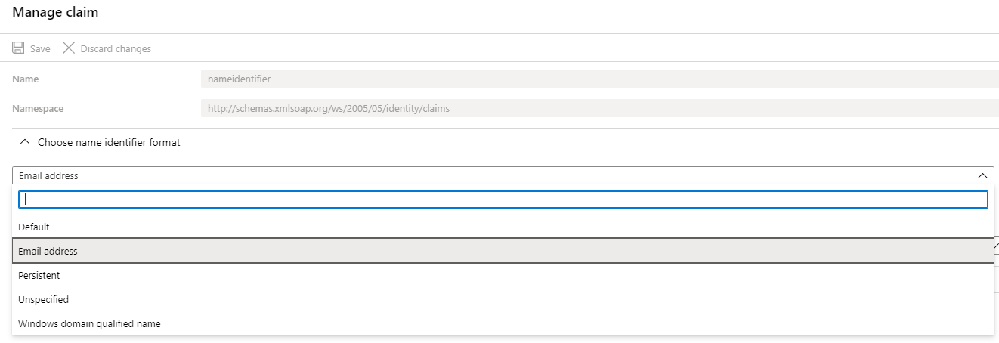 Manage claim
Save Discard changes
Name nameidentifier
Namespace http://schemas.xmlsoap.org/ws/2005/05/identity/claims
Choose name identifier format
Email address
Default
Email address
Persistent
Unspecified
Windows domain qualified name